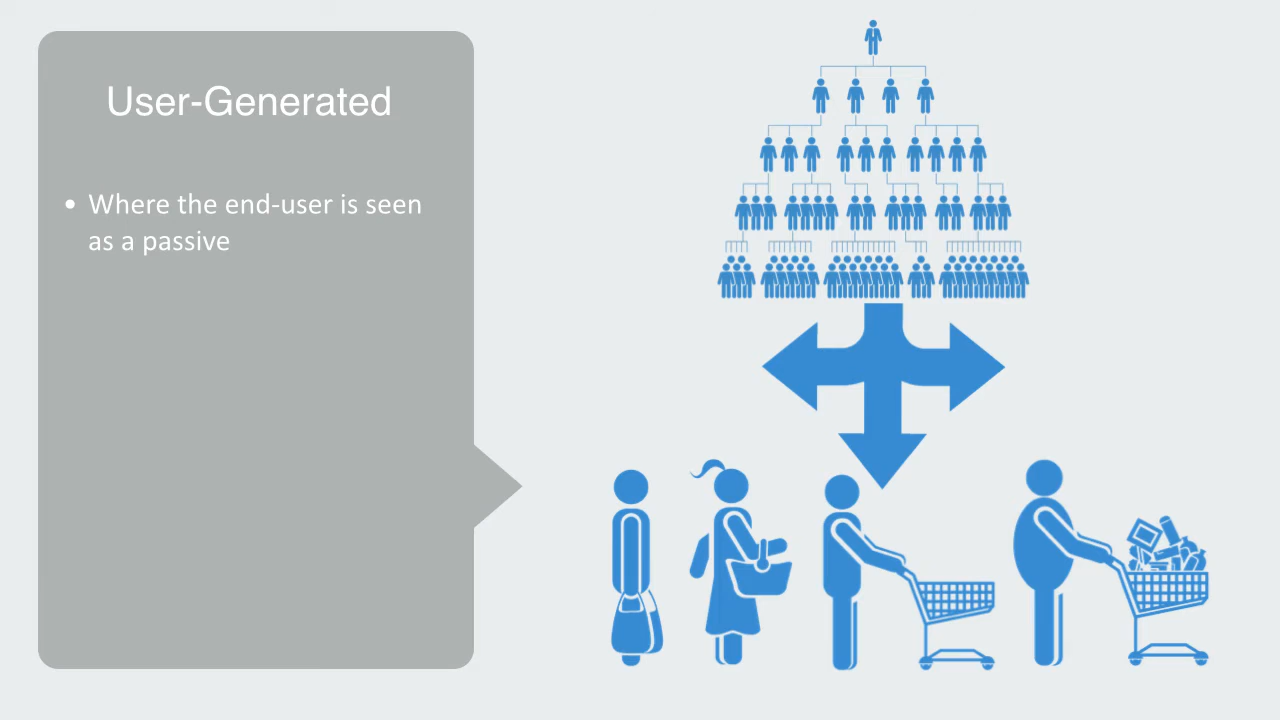 User-Generated
• Where the end-user is seen
as a passive